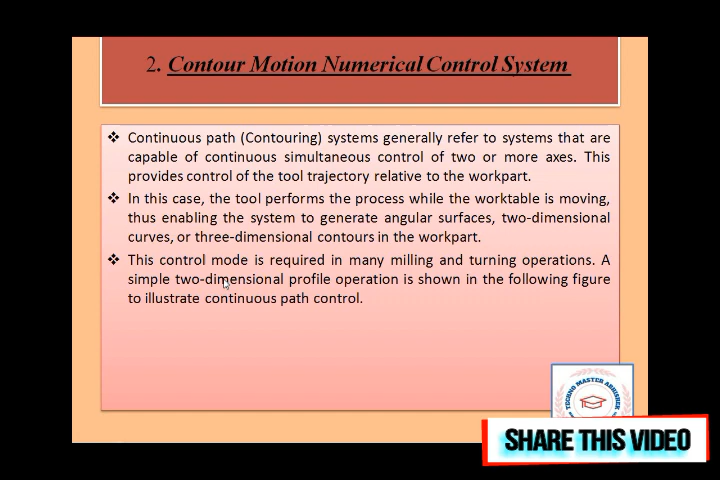 2. Contour Motion Numerical Control System
❖ Continuous path (Contouring) systems generally refer to systems that are
capable of continuous simultaneous control of two or more axes. This
provides control of the tool trajectory relative to the workpart.
❖ In this case, the tool performs the process while the worktable is moving,
thus enabling the system to generate angular surfaces, two-dimensional
curves, or three-dimensional contours in the workpart.
❖ This control mode is required in many milling and turning operations. A
simple two-dimensional profile operation is shown in the following figure
to illustrate continuous path control.
TECHNO MASTER ABHISHEK
SHARE THIS VIDEO